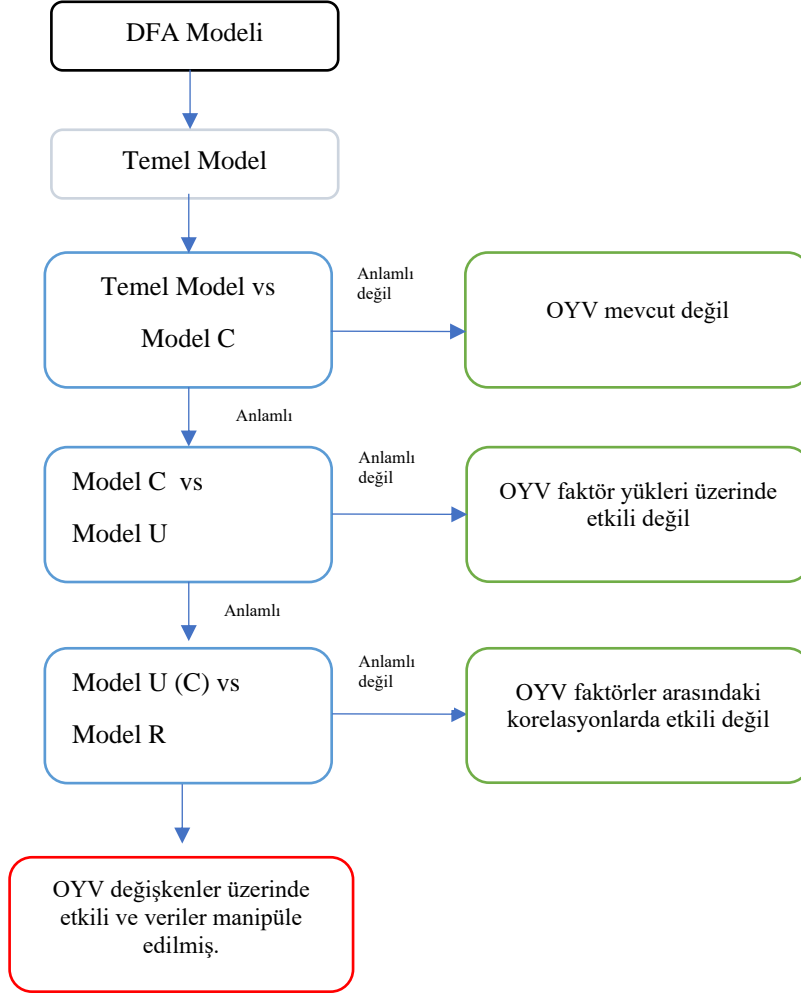 DFA Modeli
Temel Model
Temel Model vs
Model C
Anlamlı
değil
OYV mevcut değil
Anlamlı
Model C vs
Model U
Anlamlı
değil
OYV faktör yükleri üzerinde
etkili değil
Anlamlı
Model U (C) vs
Model R
Anlamlı
değil
OYV faktörler arasındaki
korelasyonlarda etkili değil
OYV değişkenler üzerinde
etkili ve veriler manipüle
edilmiş.